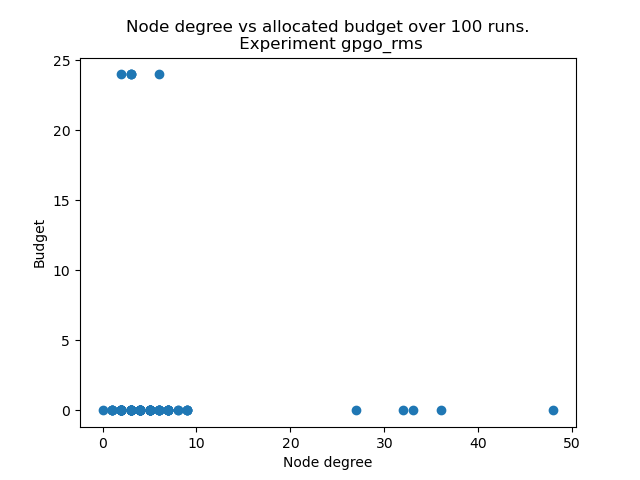 Node degree vs allocated budget over 100 runs.
Experiment gpgo_rms
25
20
15
10
5
0
Budget
0 10 20 30 40 50
Node degree